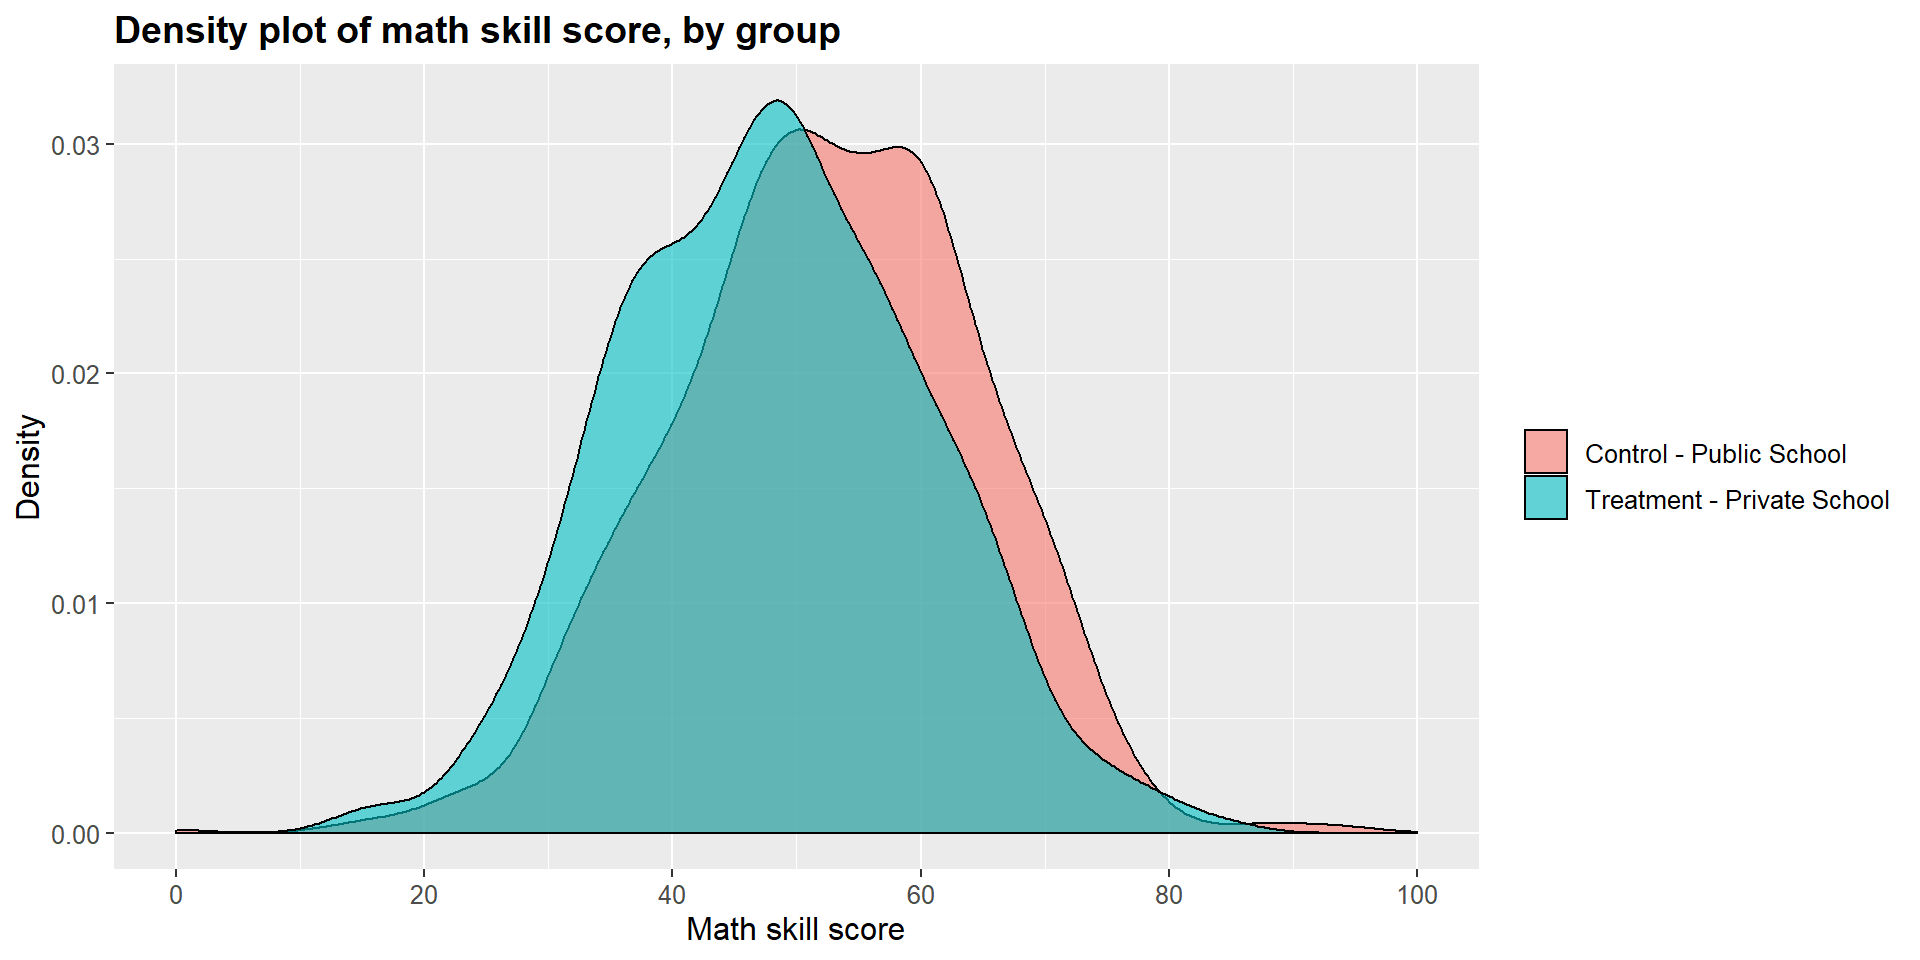 Density plot of math skill score, by group
0.03
0.02
0.01
0.00
Density
0 20 40 60 80 100
Math skill score
Control - Public School
Treatment - Private School